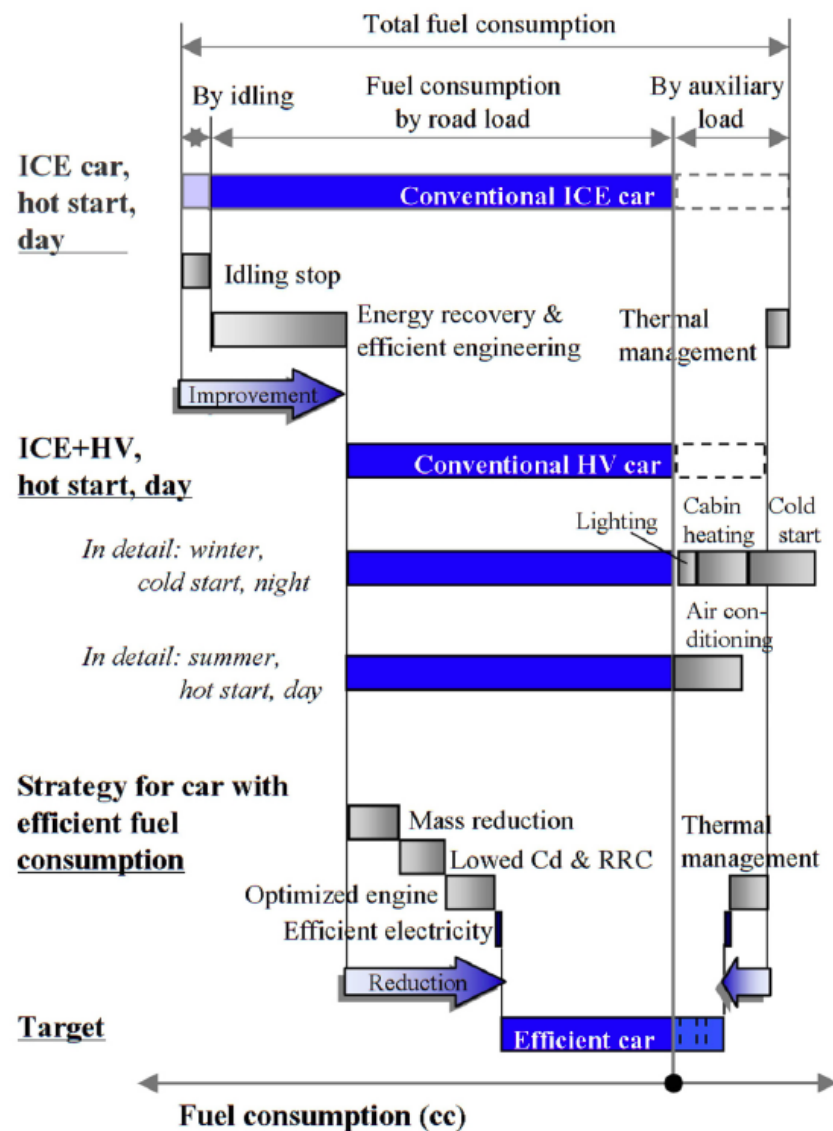 Total fuel consumption
By idling
Fuel consumption
by road load
By auxiliary
load
ICE car,
hot start,
day
Conventional ICE car
Idling stop
Energy recovery &
efficient engineering
Thermal
management
Improvement
ICE+HV,
hot start, day
Conventional HV car
Lighting
Cabin
heating
Cold
start
In detail: winter,
cold start, night
Air con-
ditioning
In detail: summer,
hot start, day
Strategy for car with
efficient fuel
consumption
Mass reduction
Lowed Cd & RRC
Thermal
management
Optimized engine
Efficient electricity
Reduction
Target
Efficient car
Fuel consumption (cc)